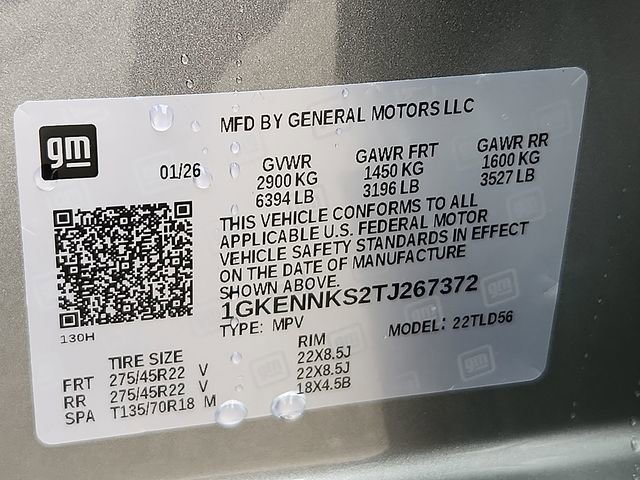 gm
MFD BY GENERAL MOTORS LLC
01/26
GVWR
2900 KG
6394 LB
GAWR FRT
1450 KG
3196 LB
GAWR RR
1600 KG
3527 LB
THIS VEHICLE CONFORMS TO ALL
APPLICABLE U.S. FEDERAL MOTOR
VEHICLE SAFETY STANDARDS IN EFFECT
ON THE DATE OF MANUFACTURE
SHOWN ABOVE.
1GKENNKS2TJ267372
TYPE: MPV
MODEL: 22TLD56
130H
TIRE SIZE RIM
FRT 275/45R22 V 22X8.5J
RR 275/45R22 V 22X8.5J
SPA T135/70R18 M 18X4.5B